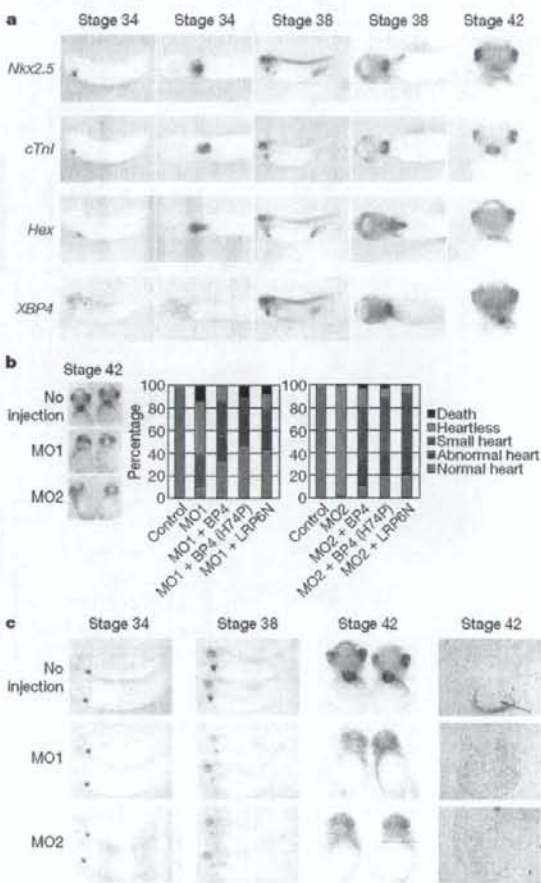 a
Stage 34 Stage 34 Stage 38 Stage 38 Stage 42
Nkx2.5
cTnI
Hex
XBP4
b
Stage 42
No
injection
MO1
MO2
Percentage
100
80
60
40
20
0
Control
MO1
MO1 + BP4
MO1 + BP4 (H74P)
MO1 + LRP6N
100
80
60
40
20
0
Control
MO2
MO2 + BP4
MO2 + BP4 (H74P)
MO2 + LRP6N
Death
Heartless
Small heart
Abnormal heart
Normal heart
c
Stage 34 Stage 38 Stage 42 Stage 42
No
injection
MO1
MO2